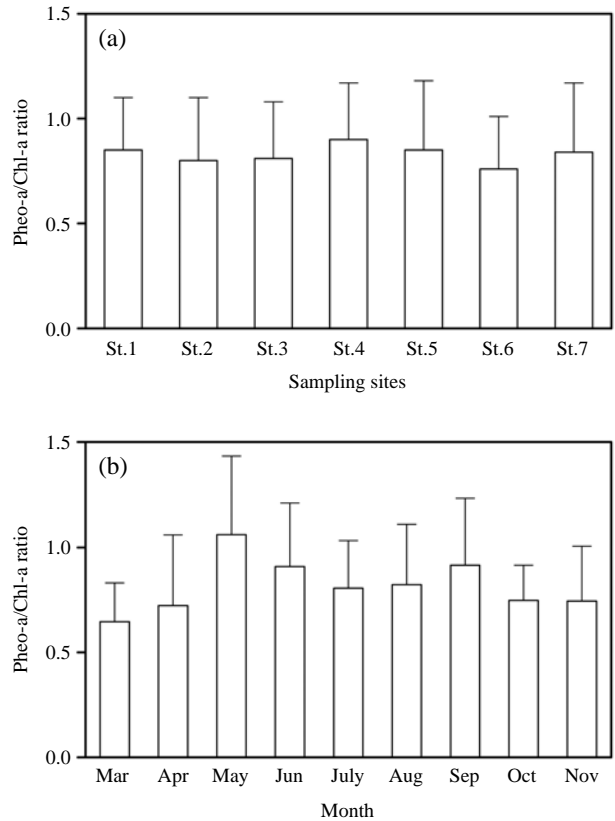 1.5
(a)
1.0
0.5
0.0
Pheo-a/Chl-a ratio
St.1 St.2 St.3 St.4 St.5 St.6 St.7
Sampling sites
1.5
(b)
1.0
0.5
0.0
Pheo-a/Chl-a ratio
Mar Apr May Jun July Aug Sep Oct Nov
Month